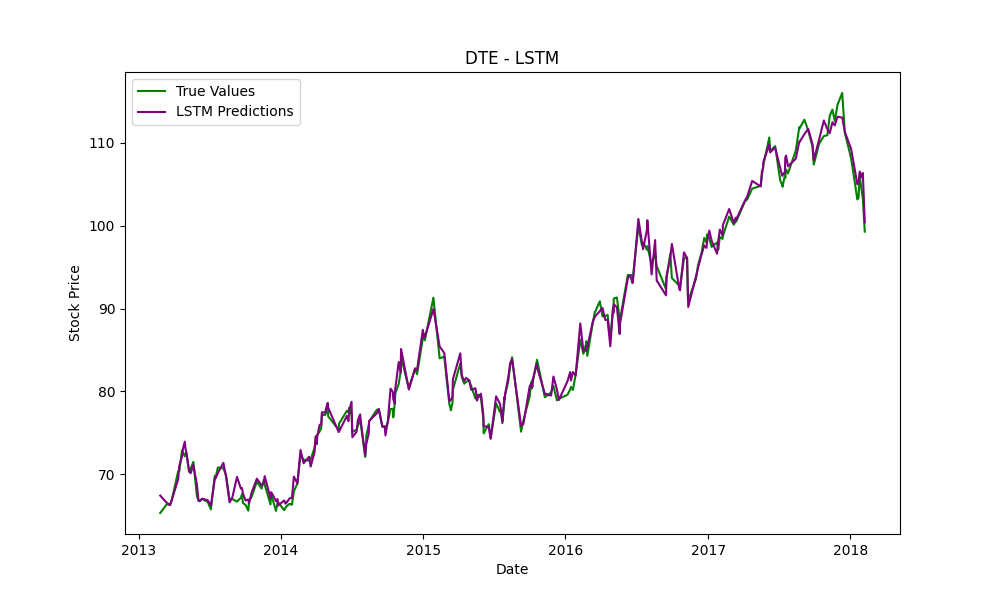 DTE - LSTM
True Values
LSTM Predictions
Stock Price
110
100
90
80
70
2013 2014 2015 2016 2017 2018
Date